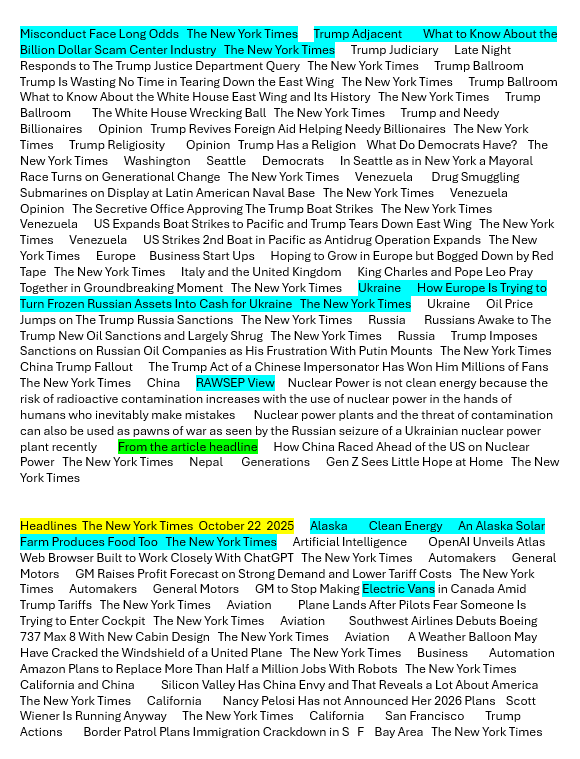 Misconduct Face Long Odds The New York Times Trump Adjacent What to Know About the
Billion Dollar Scam Center Industry The New York Times Trump Judiciary Late Night
Responds to The Trump Justice Department Query The New York Times Trump Ballroom
Trump Is Wasting No Time in Tearing Down the East Wing The New York Times Trump Ballroom
What to Know About the White House East Wing and Its History The New York Times Trump
Ballroom The White House Wrecking Ball The New York Times Trump and Needy
Billionaires Opinion Trump Revives Foreign Aid Helping Needy Billionaires The New York
Times Trump Religiosity Opinion Trump Has a Religion What Do Democrats Have? The
New York Times Washington Seattle Democrats In Seattle as in New York a Mayoral
Race Turns on Generational Change The New York Times Venezuela Drug Smuggling
Submarines on Display at Latin American Naval Base The New York Times Venezuela
Opinion The Secretive Office Approving The Trump Boat Strikes The New York Times
Venezuela US Expands Boat Strikes to Pacific and Trump Tears Down East Wing The New York
Times Venezuela US Strikes 2nd Boat in Pacific as Antidrug Operation Expands The New
York Times Europe Business Start Ups Hoping to Grow in Europe but Bogged Down by Red
Tape The New York Times Italy and the United Kingdom King Charles and Pope Leo Pray
Together in Groundbreaking Moment The New York Times Ukraine How Europe Is Trying to
Turn Frozen Russian Assets Into Cash for Ukraine The New York Times Ukraine Oil Price
Jumps on The Trump Russia Sanctions The New York Times Russia Russians Awake to The
Trump New Oil Sanctions and Largely Shrug The New York Times Russia Trump Imposes
Sanctions on Russian Oil Companies as His Frustration With Putin Mounts The New York Times
China Trump Fallout The Trump Act of a Chinese Impersonator Has Won Him Millions of Fans
The New York Times China RAWSEP View Nuclear Power is not clean energy because the
risk of radioactive contamination increases with the use of nuclear power in the hands of
humans who inevitably make mistakes Nuclear power plants and the threat of contamination
can also be used as pawns of war as seen by the Russian seizure of a Ukrainian nuclear power
plant recently From the article headline How China Raced Ahead of the US on Nuclear
Power The New York Times Nepal Generations Gen Z Sees Little Hope at Home The New
York Times
Headlines The New York Times October 22 2025 Alaska Clean Energy An Alaska Solar
Farm Produces Food Too The New York Times Artificial Intelligence OpenAI Unveils Atlas
Web Browser Built to Work Closely With ChatGPT The New York Times Automakers General
Motors GM Raises Profit Forecast on Strong Demand and Lower Tariff Costs The New York
Times Automakers General Motors GM to Stop Making Electric Vans in Canada Amid
Trump Tariffs The New York Times Aviation Plane Lands After Pilots Fear Someone Is
Trying to Enter Cockpit The New York Times Aviation Southwest Airlines Debuts Boeing
737 Max 8 With New Cabin Design The New York Times Aviation A Weather Balloon May
Have Cracked the Windshield of a United Plane The New York Times Business Automation
Amazon Plans to Replace More Than Half a Million Jobs With Robots The New York Times
California and China Silicon Valley Has China Envy and That Reveals a Lot About America
The New York Times California Nancy Pelosi Has not Announced Her 2026 Plans Scott
Wiener Is Running Anyway The New York Times California San Francisco Trump
Actions Border Patrol Plans Immigration Crackdown in S F Bay Area The New York Times